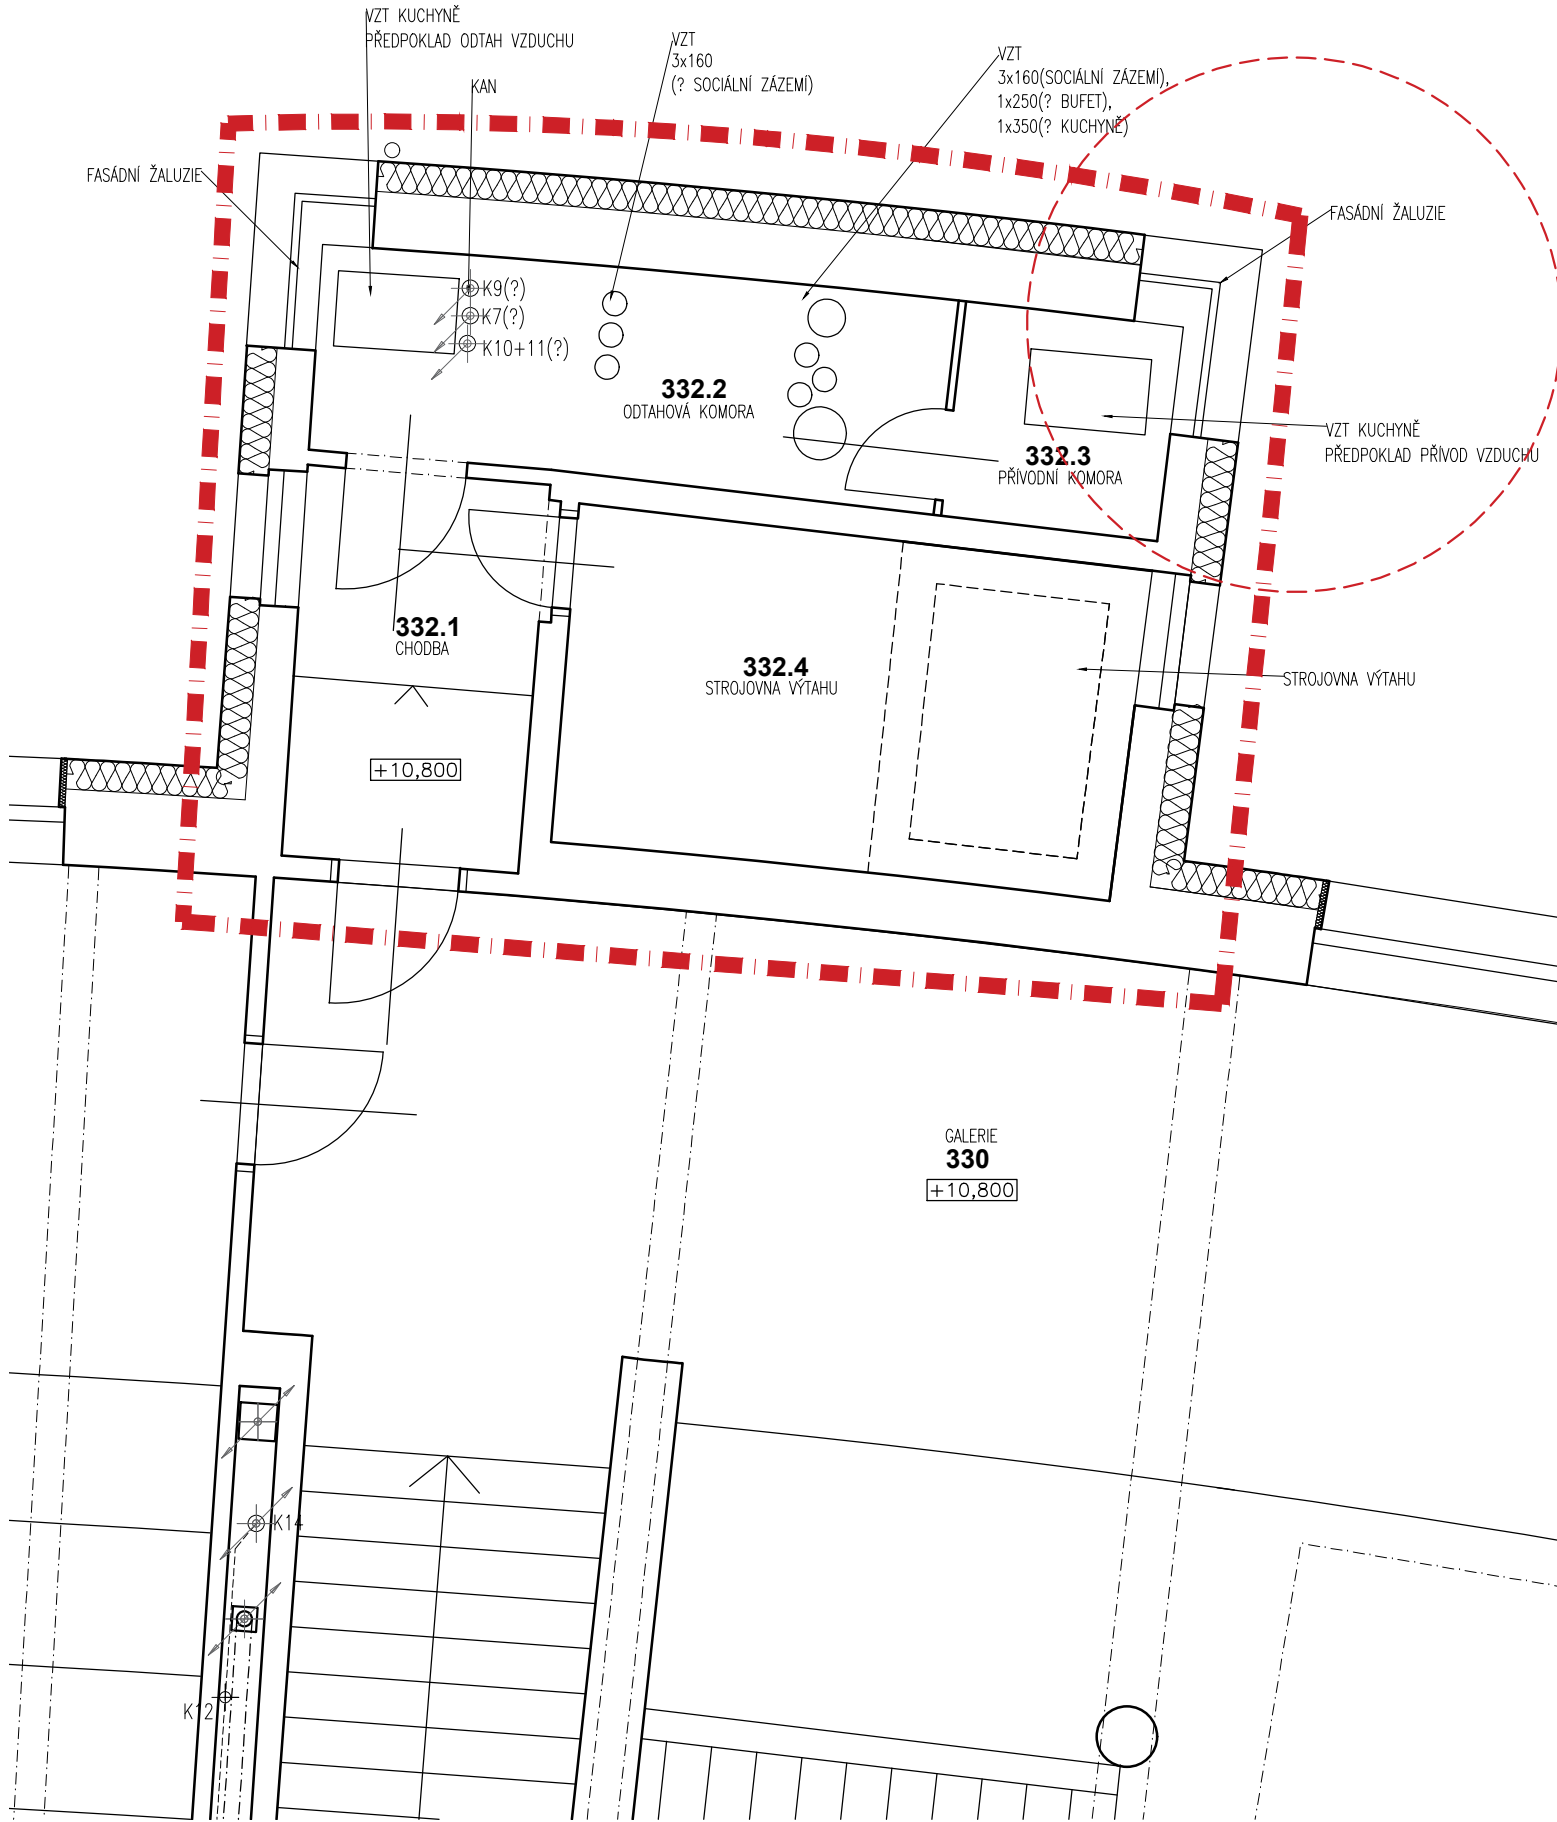 VZT KUCHYNĚ
PŘEDPOKLAD ODTAH VZDUCHU
KAN
VZT
3x160
(? SOCIÁLNÍ ZÁZEMÍ)
VZT
3x160(SOCIÁLNÍ ZÁZEMÍ),
1x250(? BUFET),
1x350(? KUCHYNĚ)
FASÁDNÍ ŽALUZIE
FASÁDNÍ ŽALUZIE
K9(?)
K7(?)
K10+11(?)
332.2
ODTAHOVÁ KOMORA
332.3
PŘÍVODNÍ KOMORA
VZT KUCHYNĚ
PŘEDPOKLAD PŘÍVOD VZDUCHU
332.1
CHODBA
332.4
STROJOVNA VÝTAHU
STROJOVNA VÝTAHU
+10,800
GALERIE
330
+10,800
K14
K12